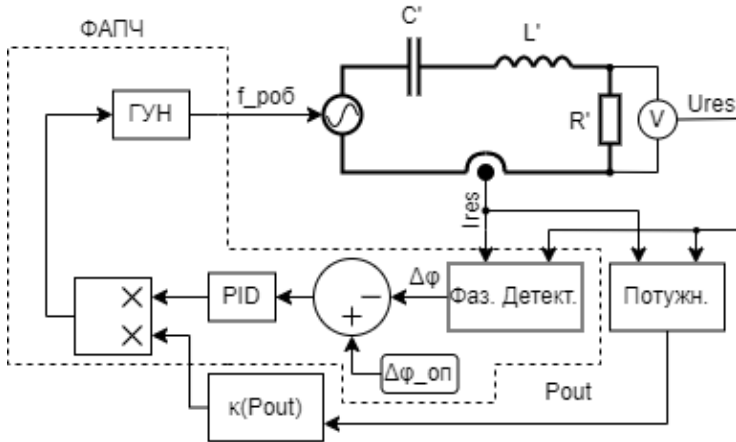 ФАПЧ
C'
L'
ГУН
f_роб
R'
V
Ures
Ires
PID
Δφ
Фаз. Детект.
Потужн.
Δφ_оп
Pout
к(Pout)